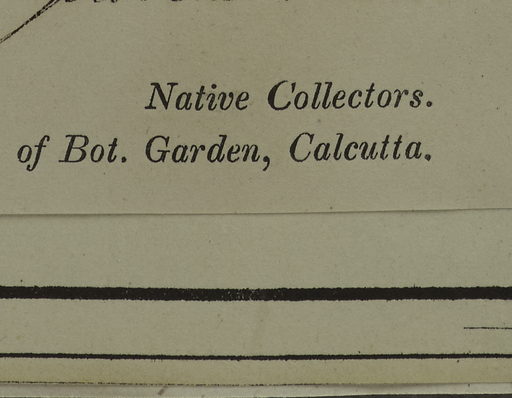 Native Collectors.
of Bot. Garden, Calcutta.